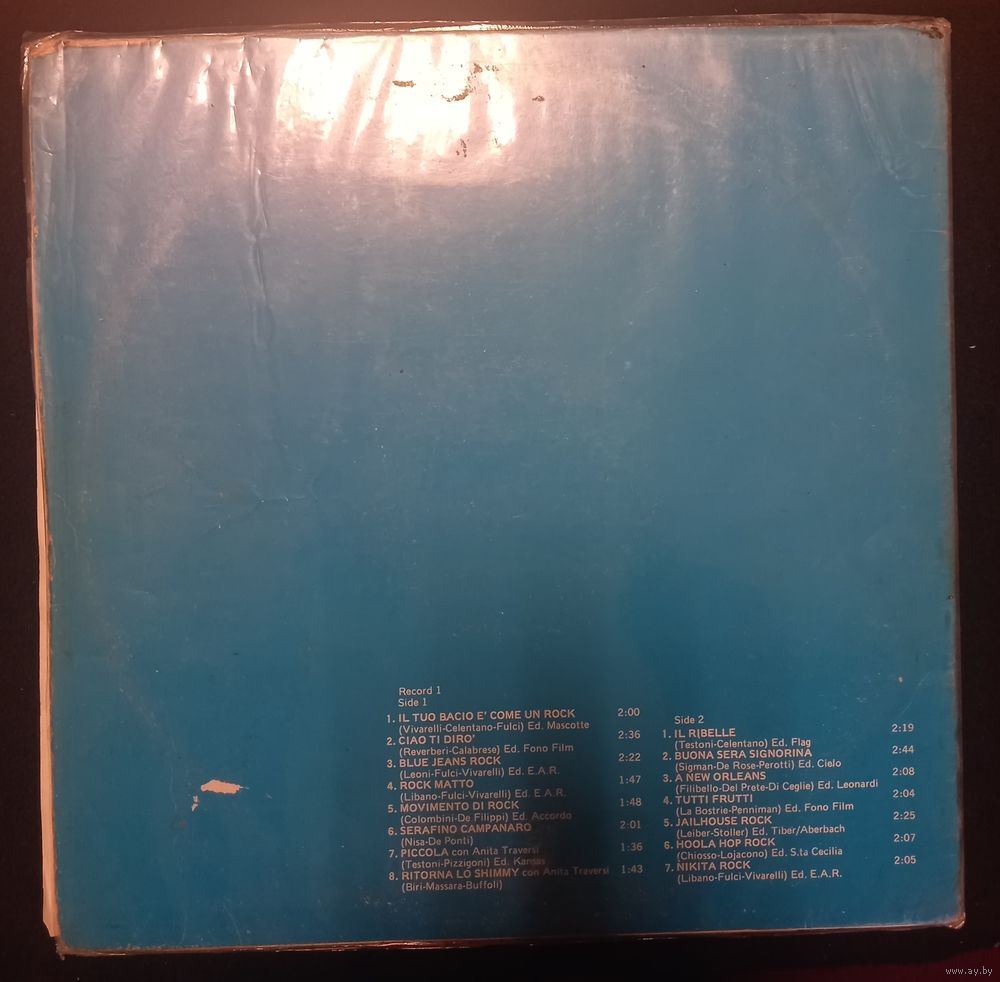 Record 1
Side 1
1. IL TUO BACIO E' COME UN ROCK 2:00
(Vivarelli-Celentano-Fulci) Ed. Mascotte
2. CIAO TI DIRO' 2:36
(Reverberi-Calabrese) Ed. Fono Film
3. BLUE JEANS ROCK 2:22
(Leoni-Fulci-Vivarelli) Ed. E.A.R.
4. ROCK MATTO 1:47
(Libano-Fulci-Vivarelli) Ed. E.A.R.
5. MOVIMENTO DI ROCK 1:48
(Colombini-De Filippi) Ed. Accordo
6. SERAFINO CAMPANARO 2:01
(Nisa-De Ponti)
7. PICCOLA con Anita Traversi 1:36
(Testoni-Pizzigoni) Ed. Kansas
8. RITORNA LO SHIMMY con Anita Traversi 1:43
(Biri-Massara-Buffoli)
Side 2
1. IL RIBELLE 2:19
(Testoni-Celentano) Ed. Flag
2. BUONA SERA SIGNORINA 2:44
(Sigman-De Rose-Perotti) Ed. Cielo
3. A NEW ORLEANS 2:08
(Filibello-Del Prete-Di Ceglie) Ed. Leonardi
4. TUTTI FRUTTI 2:04
(La Bostrie-Penniman) Ed. Fono Film
5. JAILHOUSE ROCK 2:25
(Leiber-Stoller) Ed. Tiber/Aberbach
6. HOOLA HOP ROCK 2:07
(Chiosso-Lojacono) Ed. S.ta Cecilia
7. NIKITA ROCK 2:05
(Libano-Fulci-Vivarelli) Ed. E.A.R.
www.ay.by